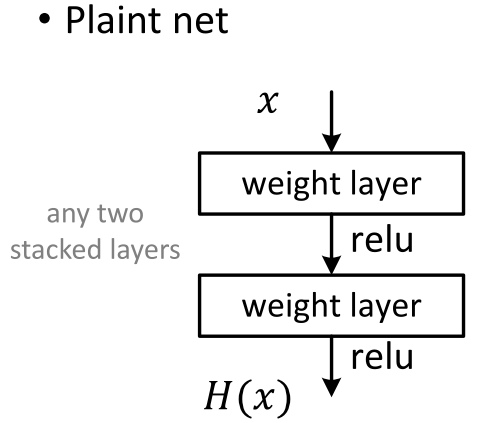 • Plaint net
x
weight layer
any two
stacked layers
relu
weight layer
relu
H(x)